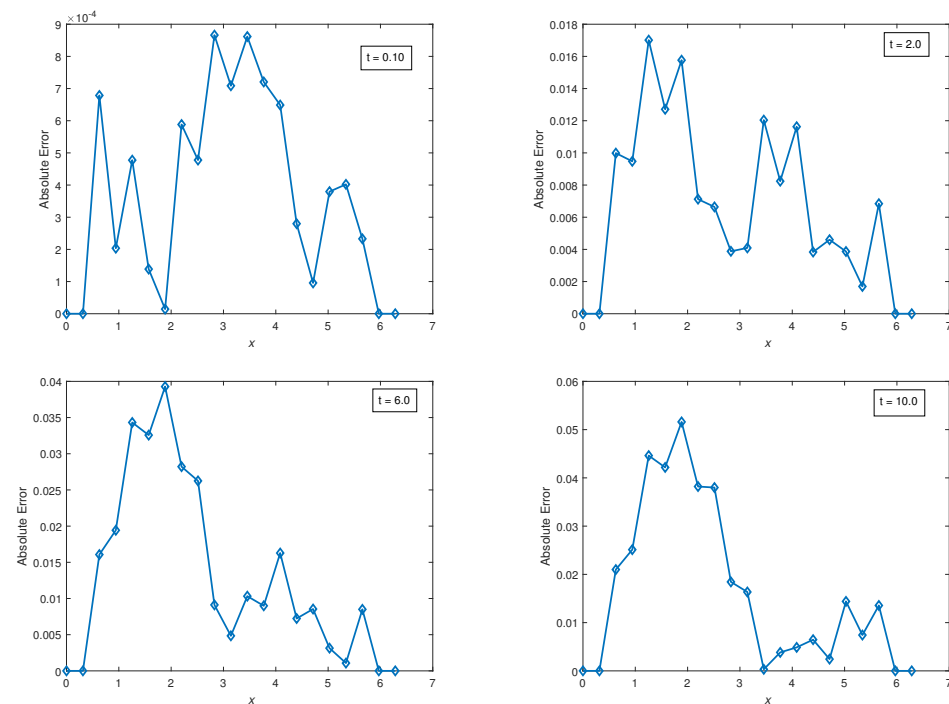 ×10⁻⁴
9
8
7
6
5
4
3
2
1
0
Absolute Error
t = 0.10
0 1 2 3 4 5 6 7
x
0.018
0.016
0.014
0.012
0.01
0.008
0.006
0.004
0.002
0
Absolute Error
t = 2.0
0 1 2 3 4 5 6 7
x
0.04
0.035
0.03
0.025
0.02
0.015
0.01
0.005
0
Absolute Error
t = 6.0
0 1 2 3 4 5 6 7
x
0.06
0.05
0.04
0.03
0.02
0.01
0
Absolute Error
t = 10.0
0 1 2 3 4 5 6 7
x